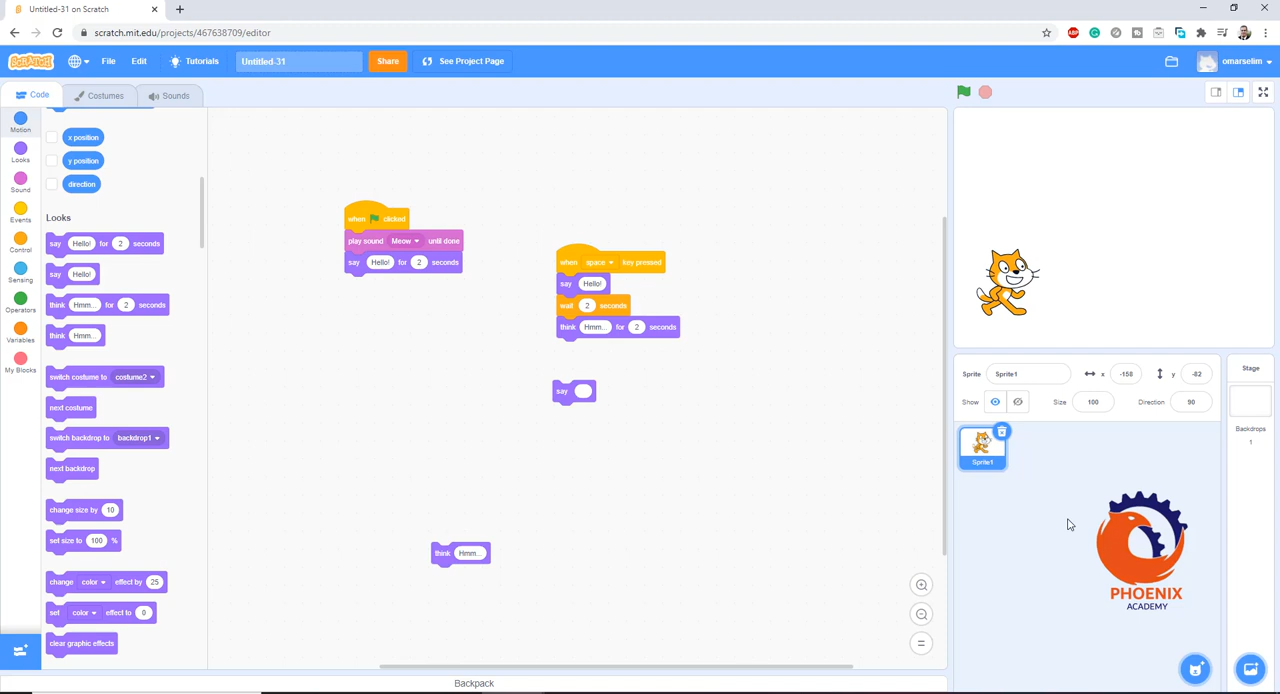 Untitled-31 on Scratch
scratch.mit.edu/projects/467638709/editor
ABP
SCRATCH
File
Edit
Tutorials
Untitled-31
Share
See Project Page
omarselim
Code
Costumes
Sounds
Motion
Looks
Sound
Events
Control
Sensing
Operators
Variables
My Blocks
x position
y position
direction
Looks
say Hello! for 2 seconds
say Hello!
think Hmm... for 2 seconds
think Hmm...
switch costume to costume2
next costume
switch backdrop to backdrop1
next backdrop
change size by 10
set size to 100 %
change color effect by 25
set color effect to 0
clear graphic effects
when clicked
play sound Meow until done
say Hello! for 2 seconds
when space key pressed
say Hello!
wait 2 seconds
think Hmm... for 2 seconds
say
think Hmm...
Backpack
Sprite Sprite1 x -158 y -82
Show Size 100 Direction 90
Sprite1
Stage
Backdrops
1
PHOENIX
ACADEMY